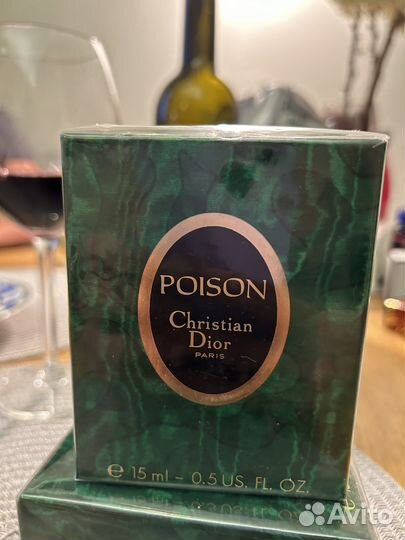 POISON
Christian
Dior
PARIS
℮ 15 ml - 0.5 US. FL. OZ.
Avito